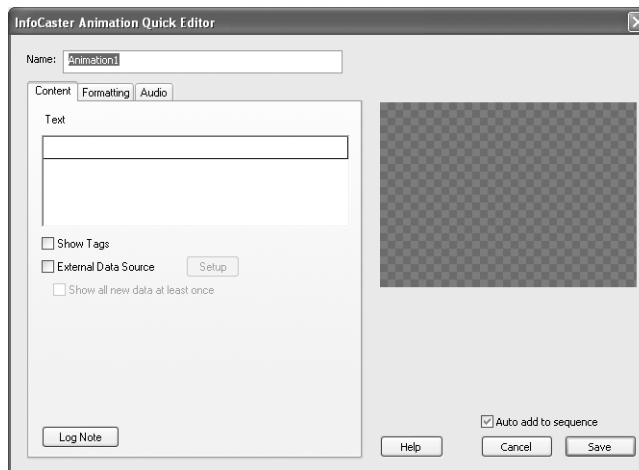 InfoCaster Animation Quick Editor
Name: Animation1
Content Formatting Audio
Text
Show Tags
External Data Source Setup
Show all new data at least once
Auto add to sequence
Log Note Help Cancel Save